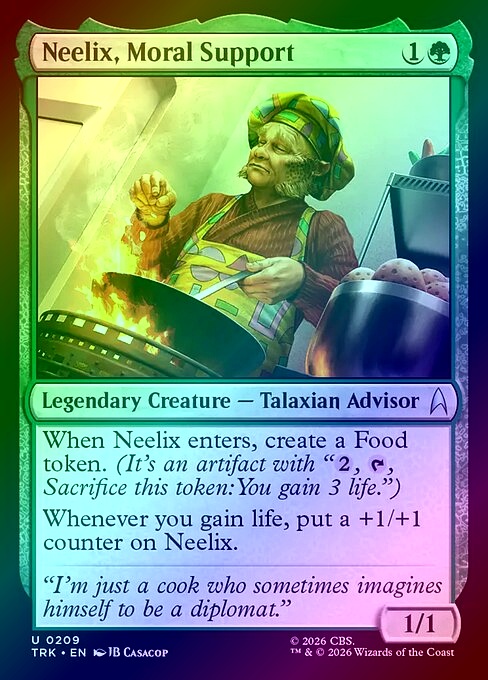 Neelix, Moral Support 1
Legendary Creature — Talaxian Advisor
When Neelix enters, create a Food
token. (It's an artifact with “2, ,
Sacrifice this token:You gain 3 life.”)
Whenever you gain life, put a +1/+1
counter on Neelix.
“I'm just a cook who sometimes imagines
himself to be a diplomat.”
1/1
U 0209
TRK • EN JB Casacop
© 2026 CBS.
™ & © 2026 Wizards of the Coast